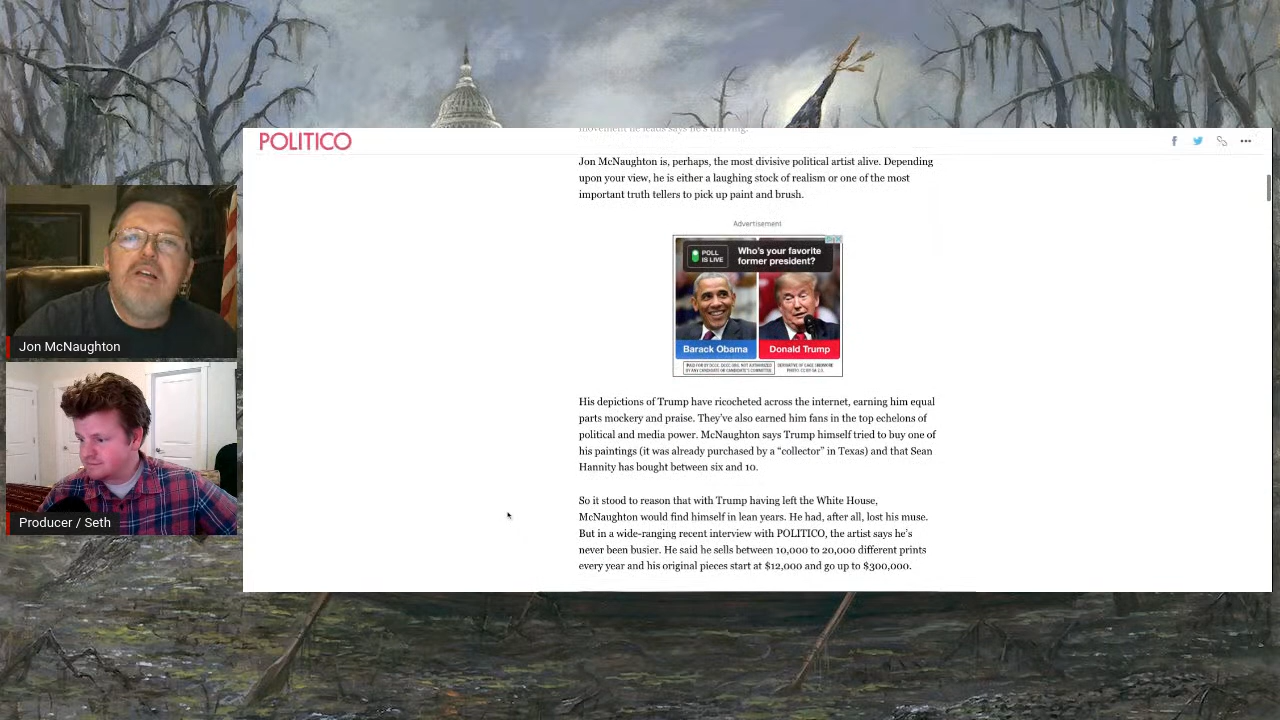 POLITICO
movement he leads says he's thriving.
Jon McNaughton is, perhaps, the most divisive political artist alive. Depending
upon your view, he is either a laughing stock of realism or one of the most
important truth tellers to pick up paint and brush.
Advertisement
POLL
IS LIVE
Who's your favorite
former president?
Barack Obama
Donald Trump
His depictions of Trump have ricocheted across the internet, earning him equal
parts mockery and praise. They've also earned him fans in the top echelons of
political and media power. McNaughton says Trump himself tried to buy one of
his paintings (it was already purchased by a “collector” in Texas) and that Sean
Hannity has bought between six and 10.
So it stood to reason that with Trump having left the White House,
McNaughton would find himself in lean years. He had, after all, lost his muse.
But in a wide-ranging recent interview with POLITICO, the artist says he's
never been busier. He said he sells between 10,000 to 20,000 different prints
every year and his original pieces start at $12,000 and go up to $300,000.
Jon McNaughton
Producer / Seth